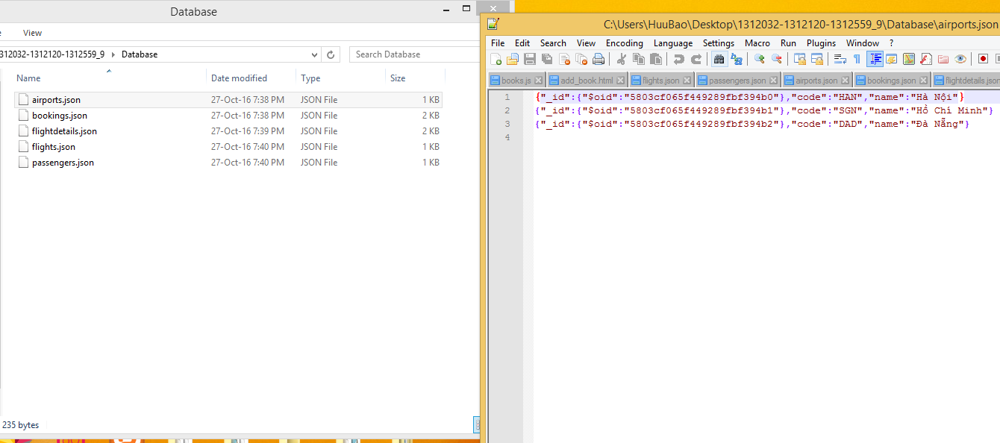 Database
View
312032-1312120-1312559_9 Database
Search Database
Name Date modified Type Size
airports.json 27-Oct-16 7:38 PM JSON File 1 KB
bookings.json 27-Oct-16 7:38 PM JSON File 2 KB
flightdetails.json 27-Oct-16 7:39 PM JSON File 2 KB
flights.json 27-Oct-16 7:40 PM JSON File 1 KB
passengers.json 27-Oct-16 7:40 PM JSON File 1 KB
235 bytes
C:\Users\HuuBao\Desktop\1312032-1312120-1312559_9\Database\airports.json
File Edit Search View Encoding Language Settings Macro Run Plugins Window ?
books.js add_book.html flights.json passengers.json airports.json bookings.json flightdetails.json
1 {"_id":{"$oid":"5803cf065f449289fbf394b0"},"code":"HAN","name":"Hà Nội"}
2 {"_id":{"$oid":"5803cf065f449289fbf394b1"},"code":"SGN","name":"Hồ Chí Minh"}
3 {"_id":{"$oid":"5803cf065f449289fbf394b2"},"code":"DAD","name":"Đà Nẵng"}
4